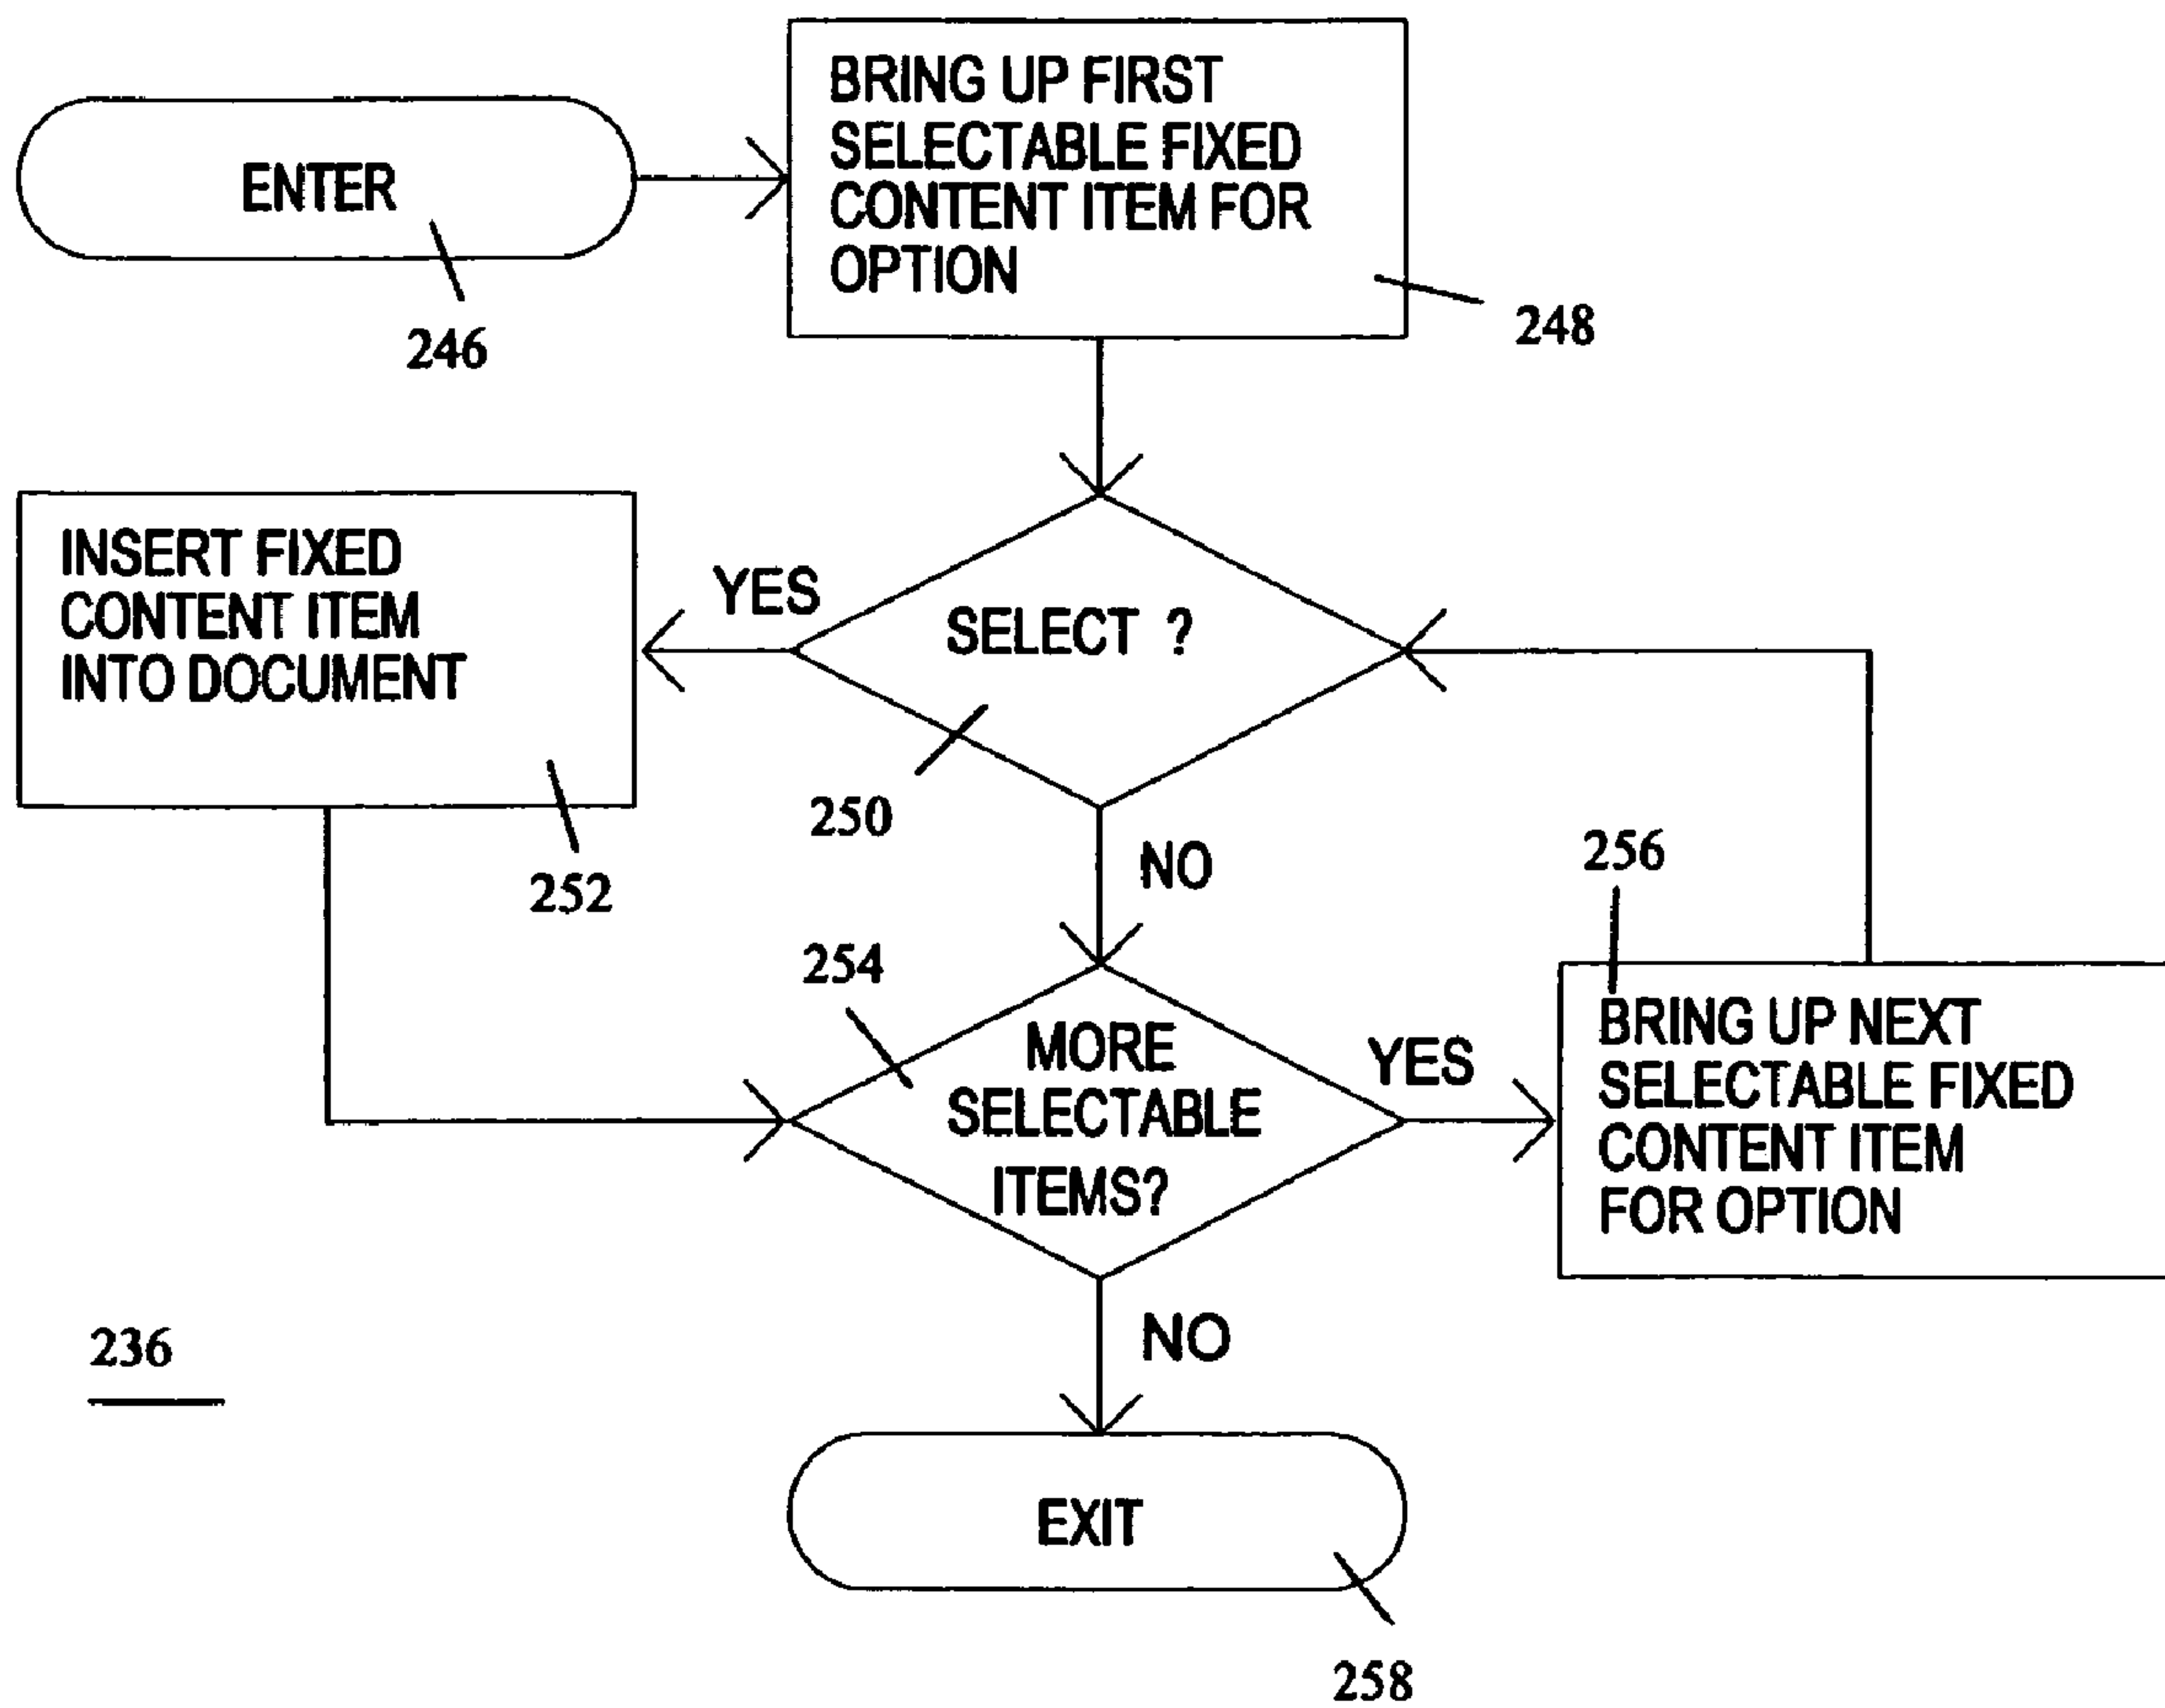 ENTER
246
BRING UP FIRST
SELECTABLE FIXED
CONTENT ITEM FOR
OPTION
248
INSERT FIXED
CONTENT ITEM
INTO DOCUMENT
252
YES
SELECT ?
250
NO
254
MORE
SELECTABLE
ITEMS?
YES
256
BRING UP NEXT
SELECTABLE FIXED
CONTENT ITEM
FOR OPTION
NO
236
EXIT
258